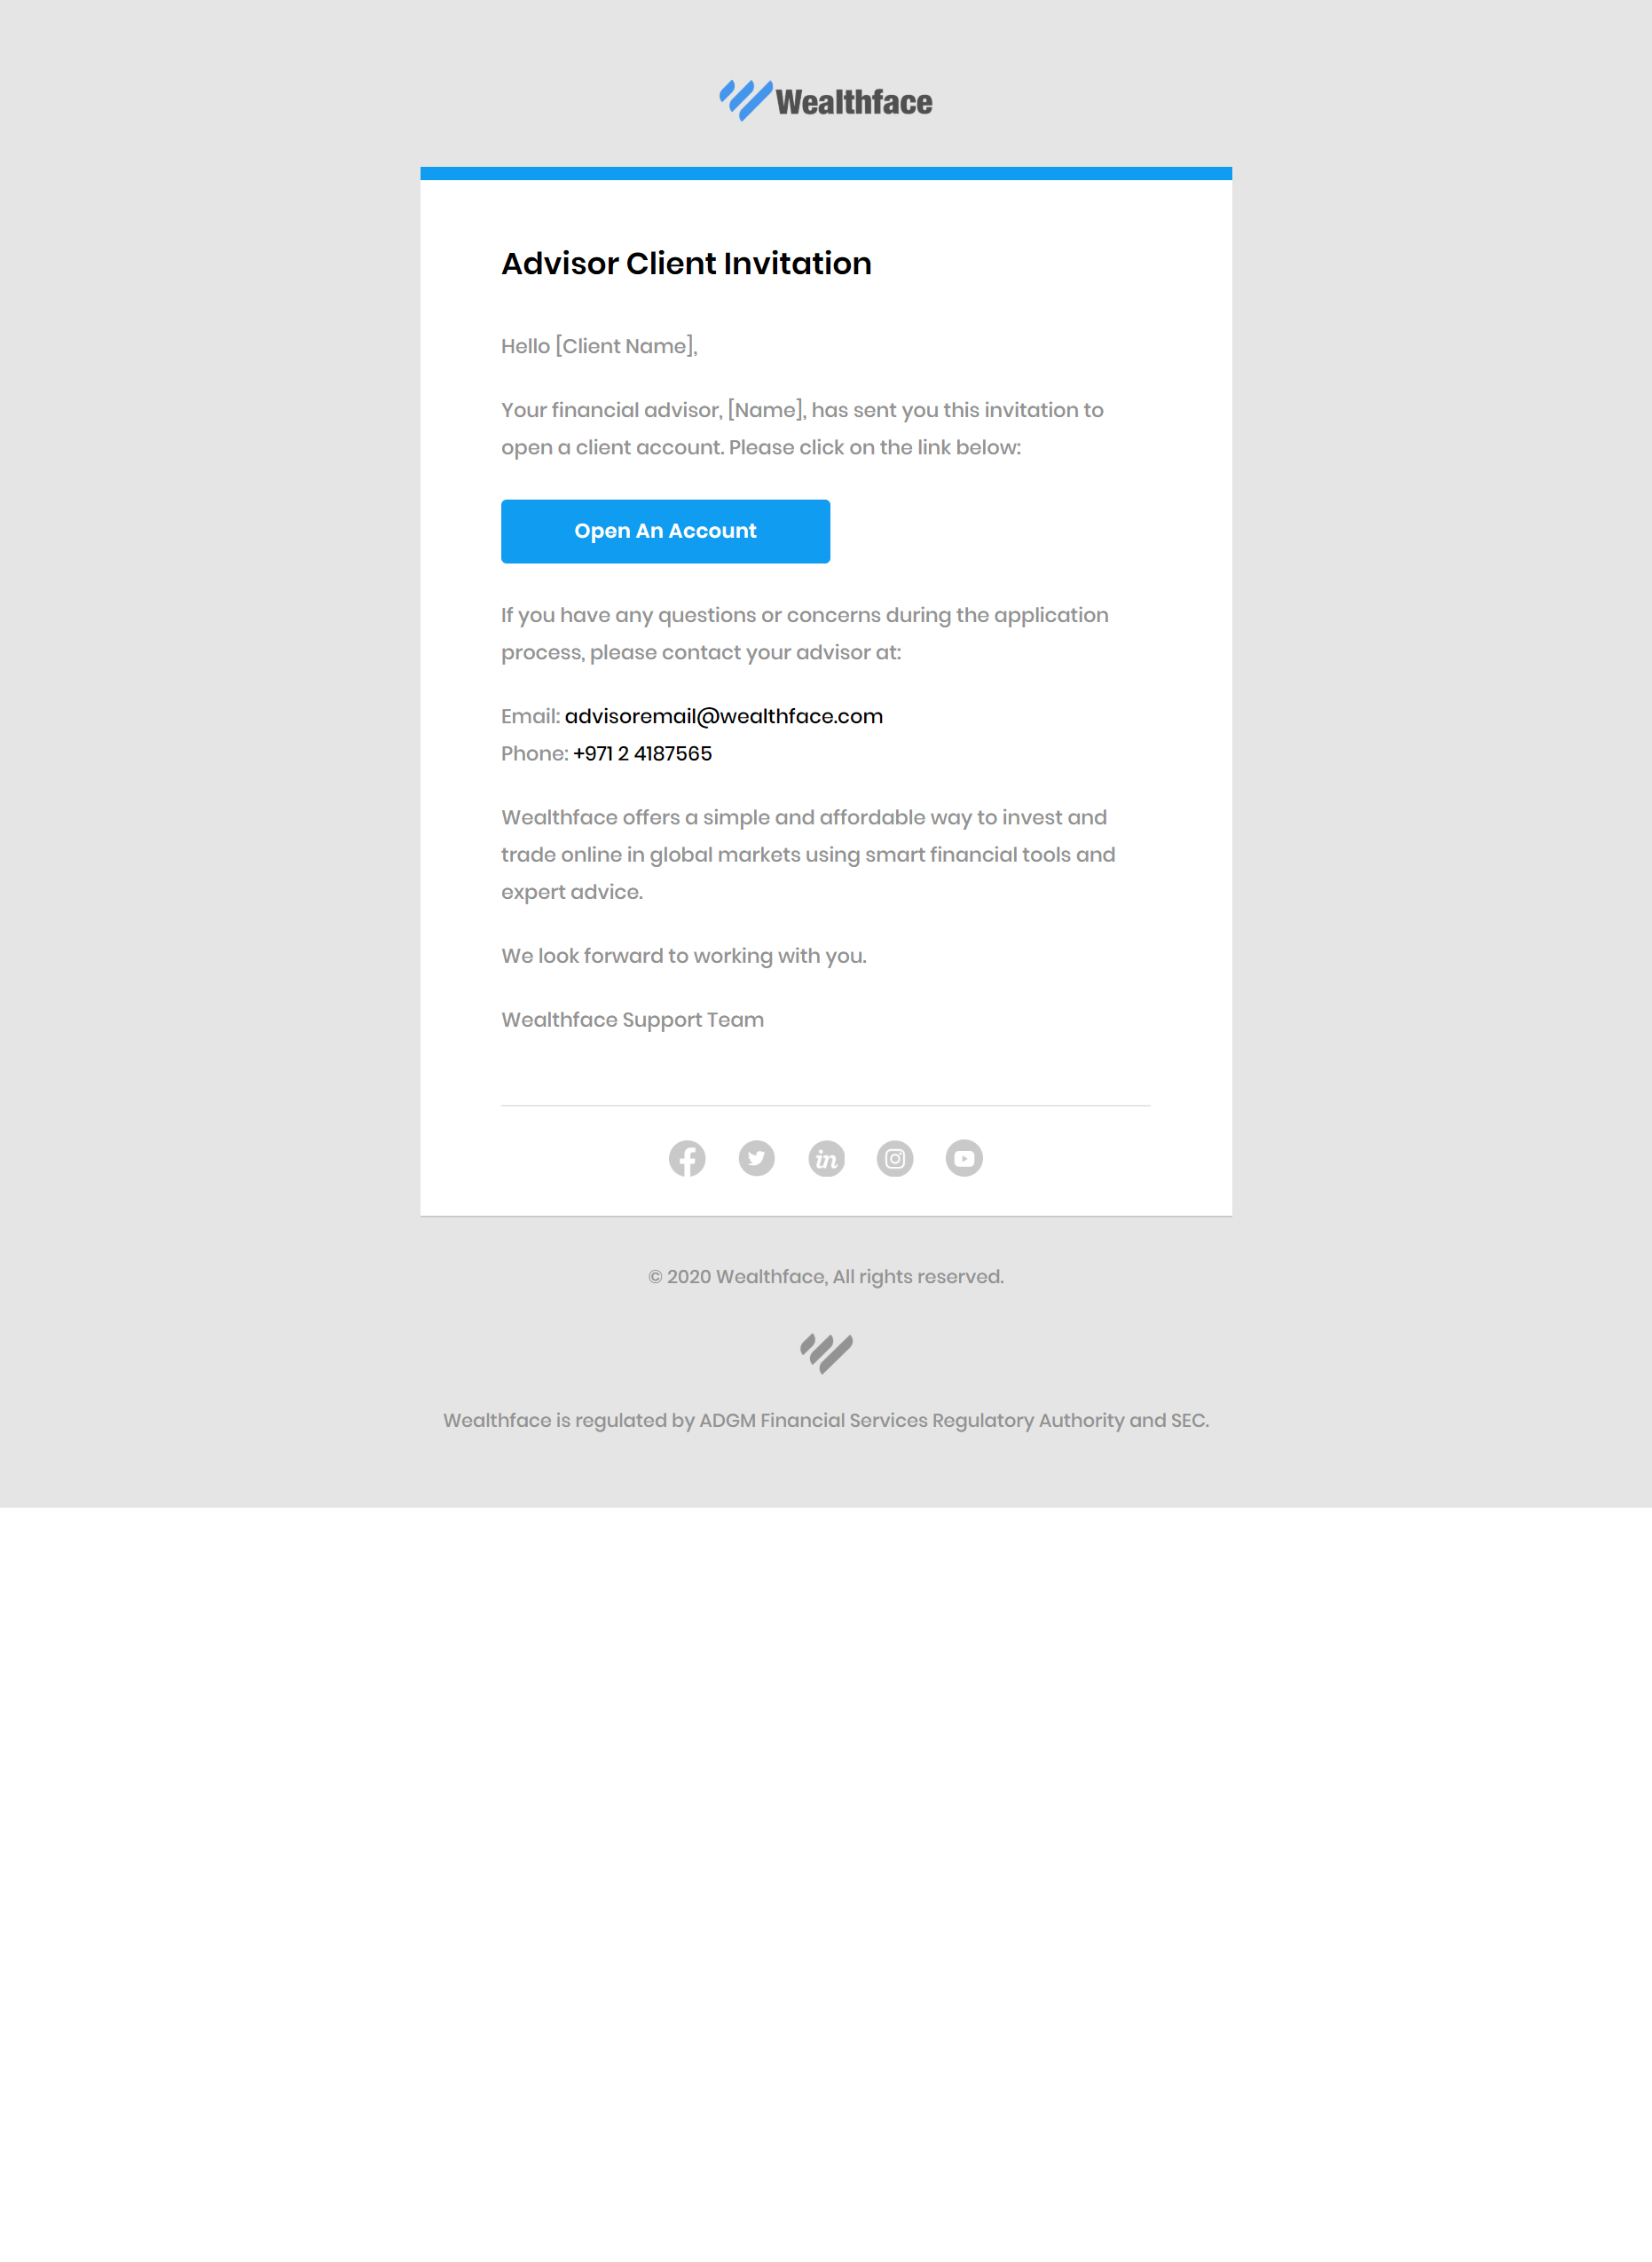 Wealthface
Advisor Client Invitation
Hello [Client Name],
Your financial advisor, [Name], has sent you this invitation to
open a client account. Please click on the link below:
Open An Account
If you have any questions or concerns during the application
process, please contact your advisor at:
Email: advisoremail@wealthface.com
Phone: +971 2 4187565
Wealthface offers a simple and affordable way to invest and
trade online in global markets using smart financial tools and
expert advice.
We look forward to working with you.
Wealthface Support Team
© 2020 Wealthface, All rights reserved.
Wealthface is regulated by ADGM Financial Services Regulatory Authority and SEC.